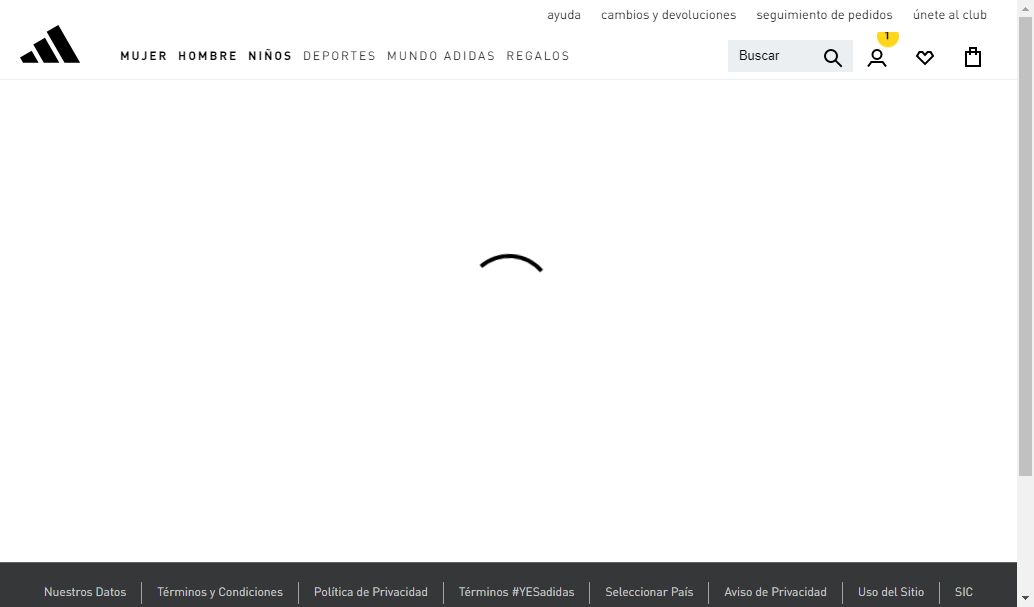 ayuda cambios y devoluciones seguimiento de pedidos únete al club
1
MUJER HOMBRE NIÑOS DEPORTES MUNDO ADIDAS REGALOS Buscar
Nuestros Datos Términos y Condiciones Política de Privacidad Términos #YESadidas Seleccionar País Aviso de Privacidad Uso del Sitio SIC